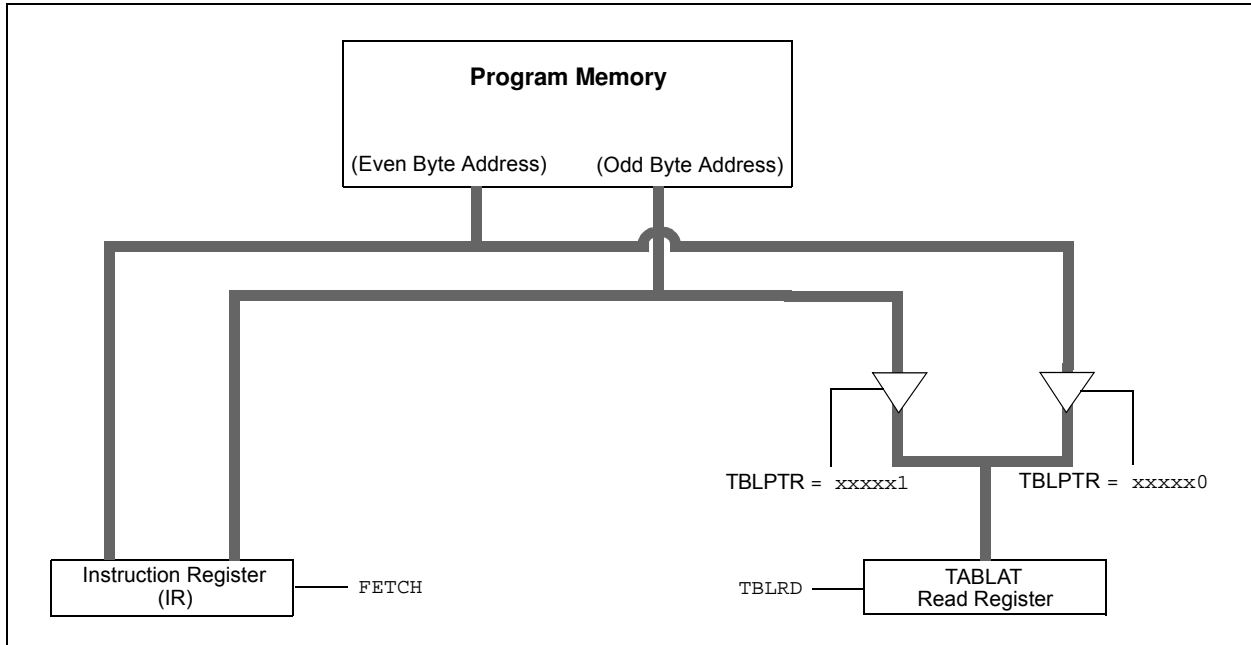 Program Memory
(Even Byte Address)
(Odd Byte Address)
TBLPTR = xxxxx1
TBLPTR = xxxxx0
Instruction Register
(IR)
FETCH
TBLRD
TABLAT
Read Register